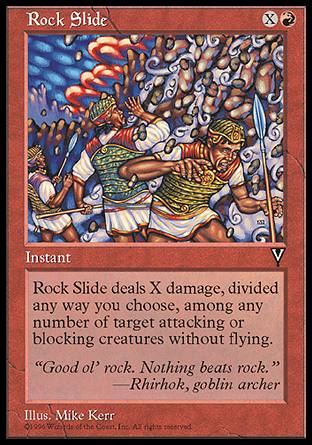 Rock Slide X
Instant
Rock Slide deals X damage, divided
any way you choose, among any
number of target attacking or
blocking creatures without flying.
“Good ol’ rock. Nothing beats rock.”
—Rhirhok, goblin archer
Illus. Mike Kerr
©1996 Wizards of the Coast, Inc. All rights reserved.